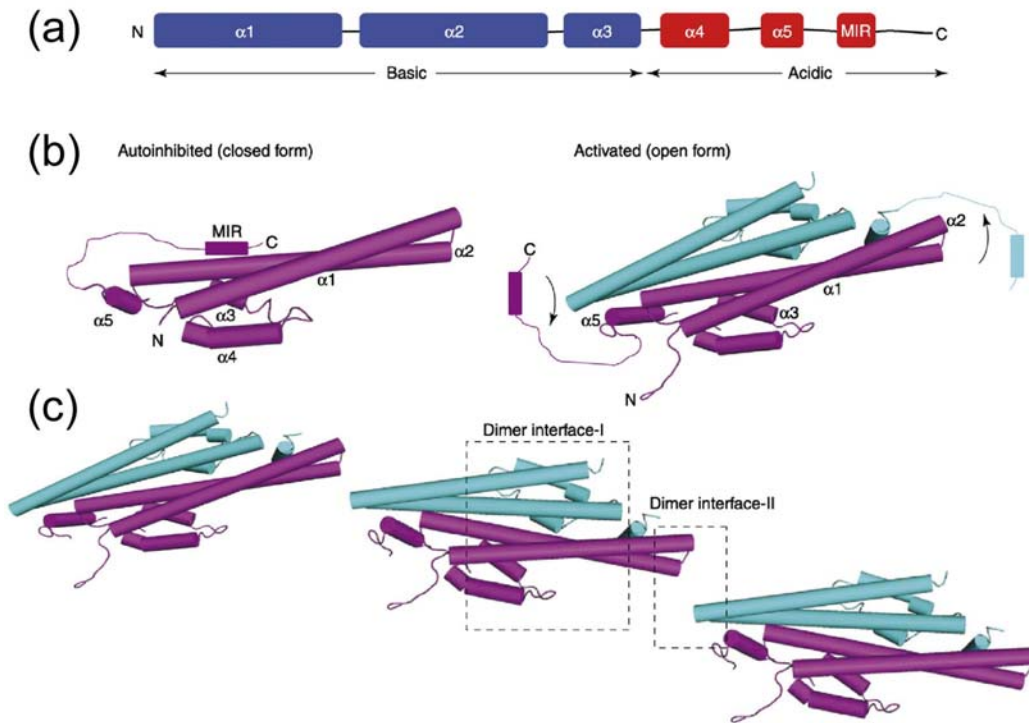 (a)
N α1 α2 α3 α4 α5 MIR C
Basic Acidic
(b)
Autoinhibited (closed form)
Activated (open form)
MIR
C
α2
α1
α5
α3
N
α4
C
α2
α1
α5
α3
N
(c)
Dimer interface-I
Dimer interface-II